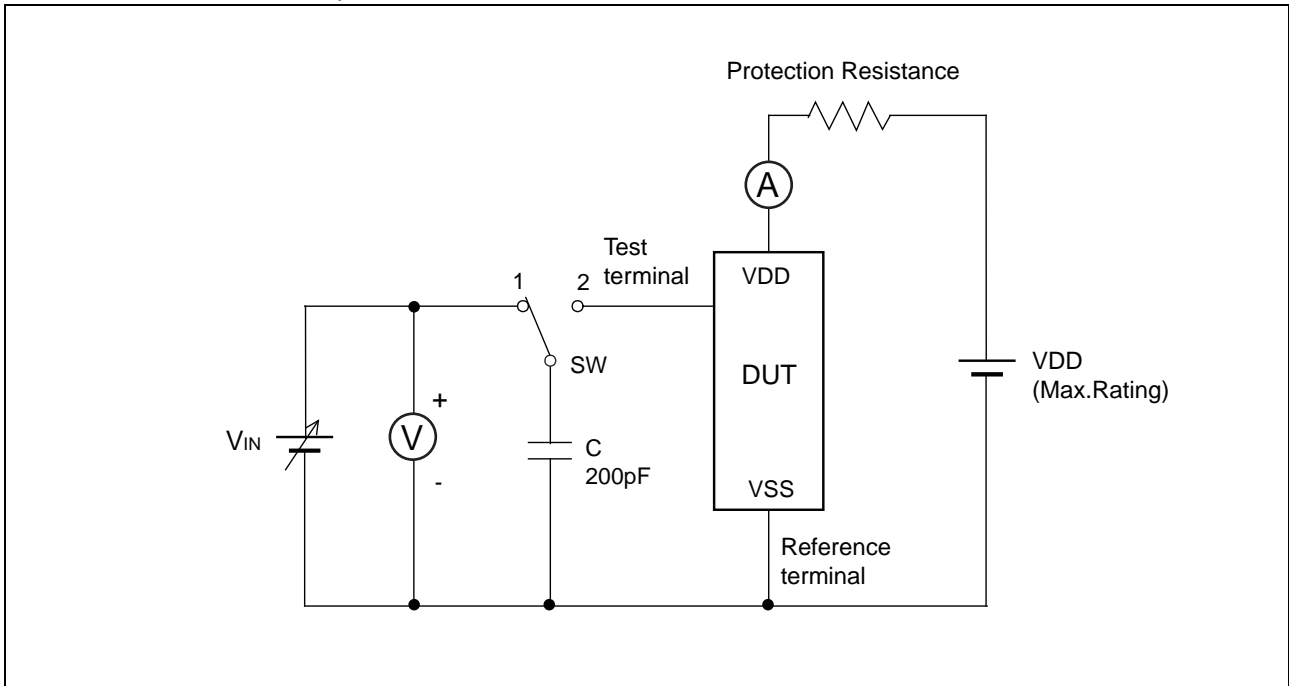 Protection Resistance
A
Test
terminal
1
2
VDD
SW
DUT
VDD
(Max.Rating)
VIN
+
V
-
C
200pF
VSS
Reference
terminal